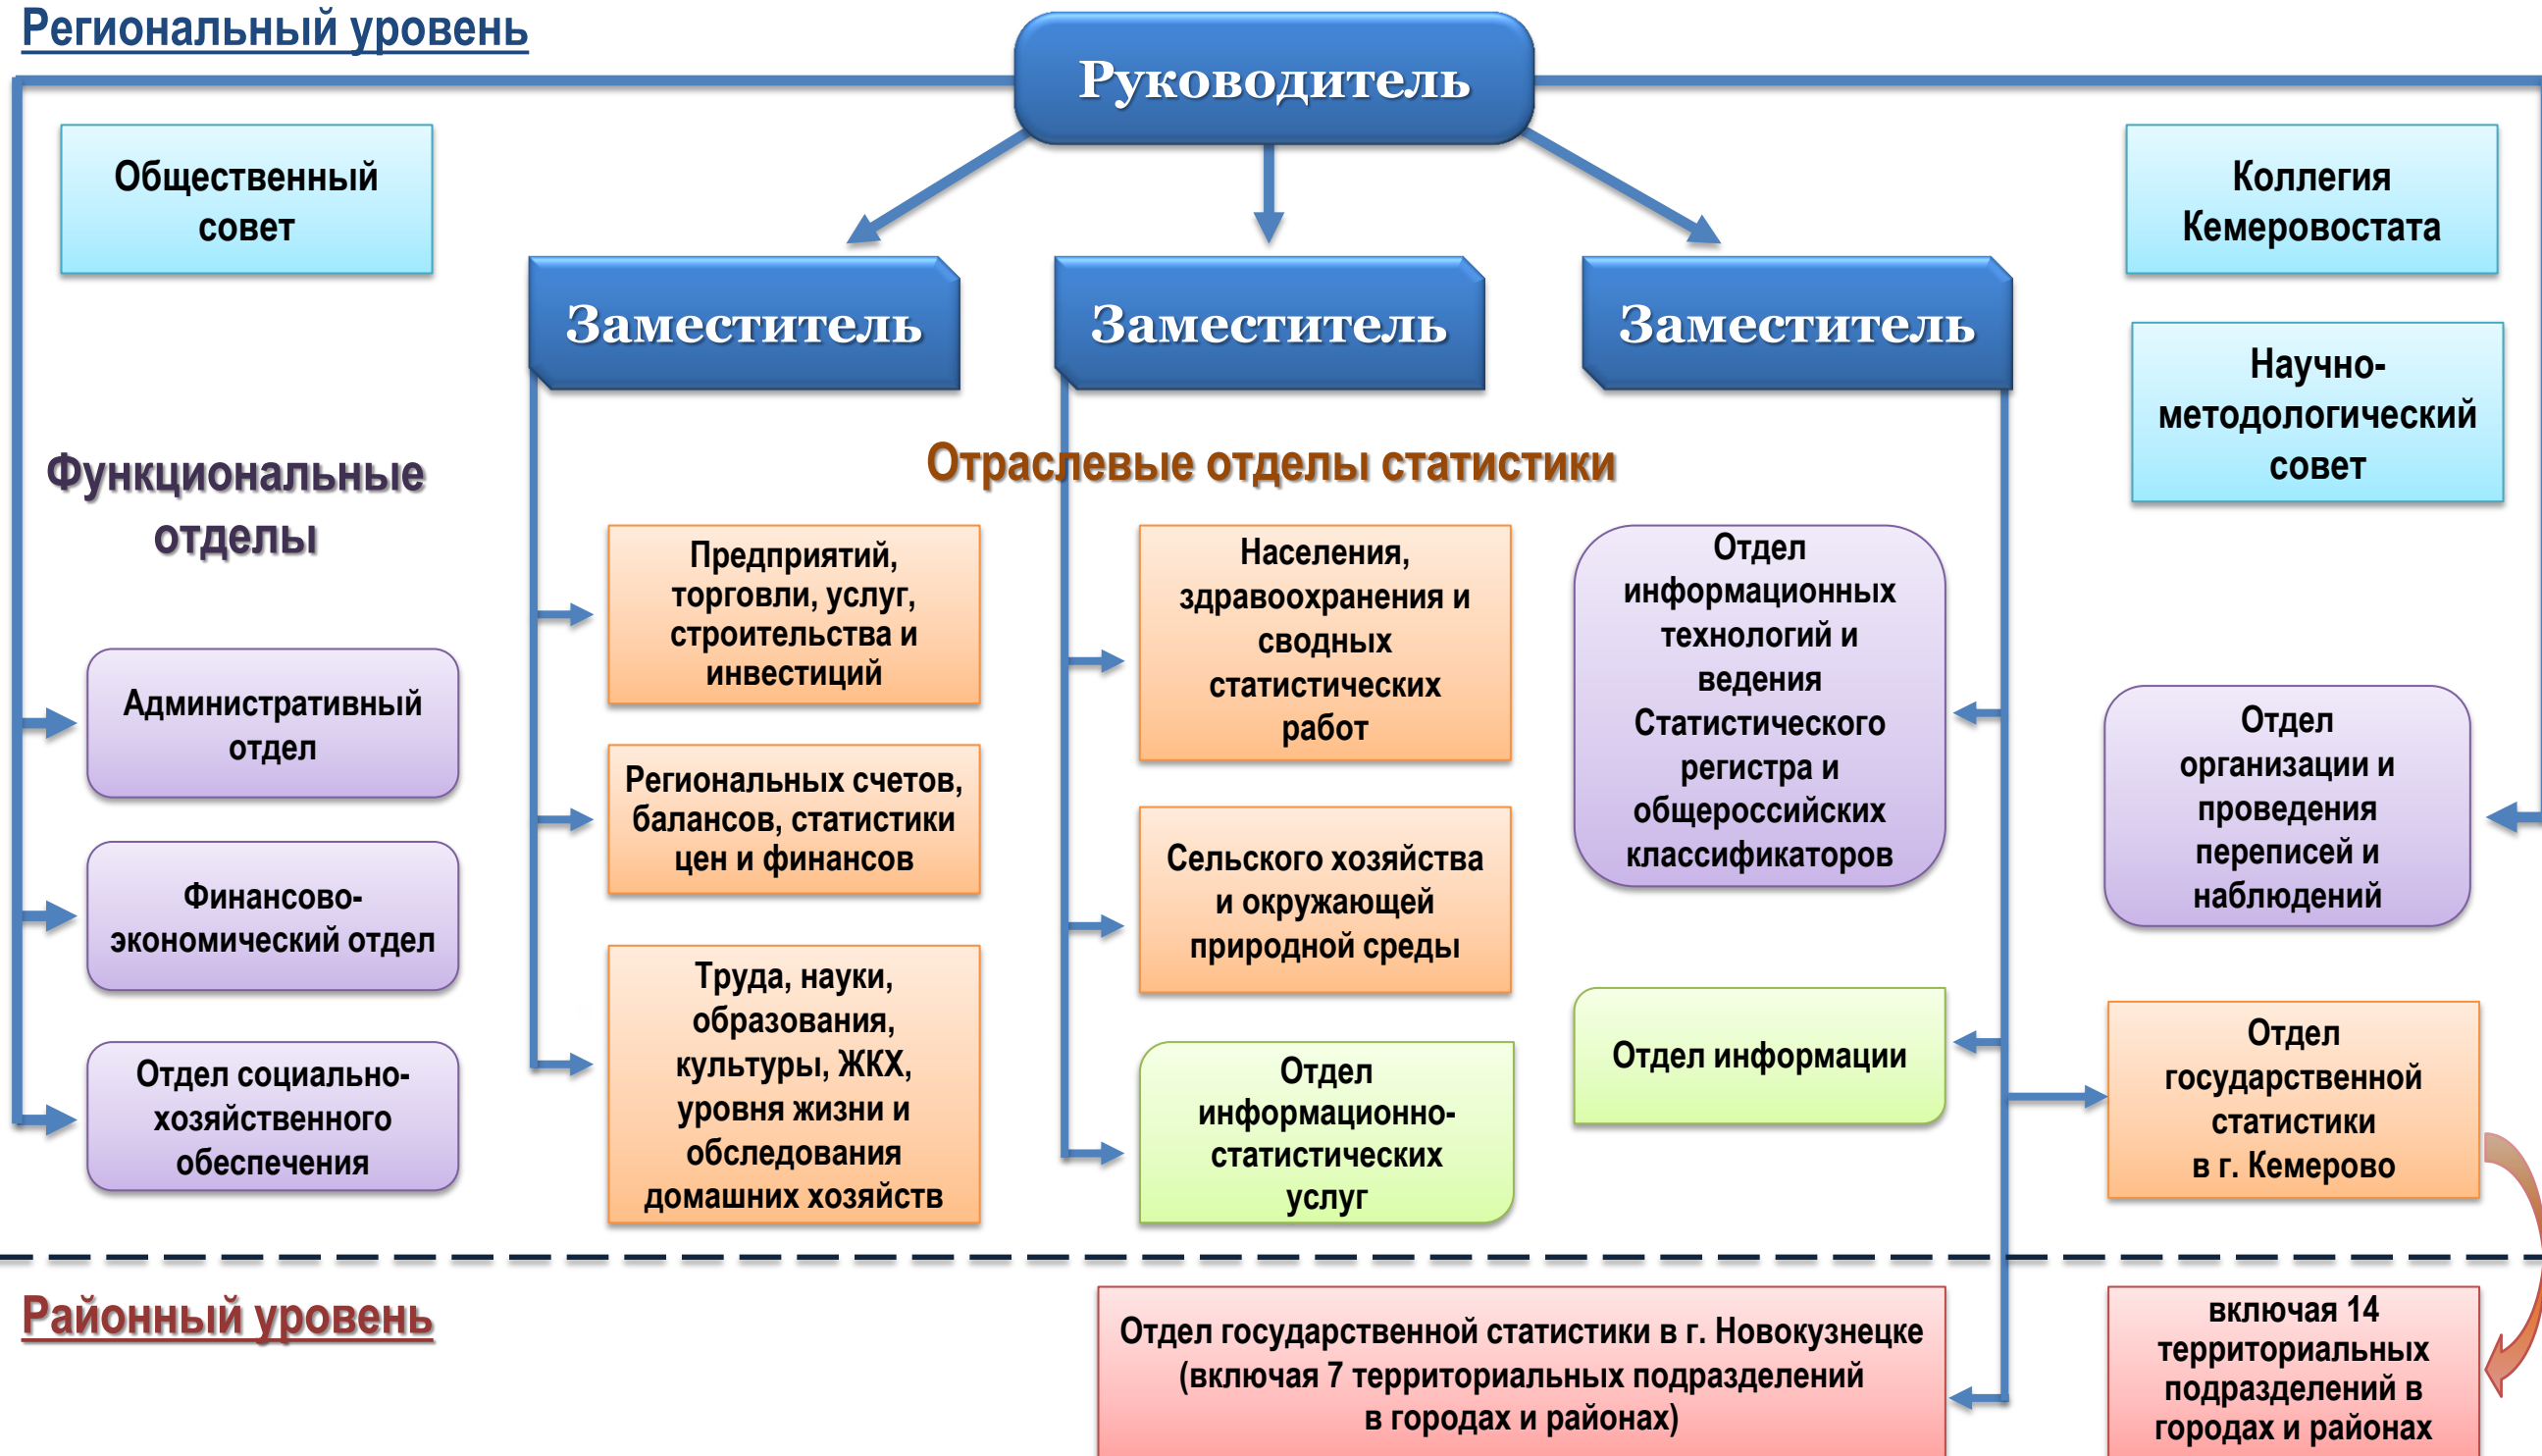 Региональный уровень
Руководитель
Общественный
совет
Коллегия
Кемеровостата
Заместитель
Заместитель
Заместитель
Научно-
методологический
совет
Функциональные
отделы
Отраслевые отделы статистики
Административный
отдел
Финансово-
экономический отдел
Отдел социально-
хозяйственного
обеспечения
Предприятий,
торговли, услуг,
строительства и
инвестиций
Региональных счетов,
балансов, статистики
цен и финансов
Труда, науки,
образования,
культуры, ЖКХ,
уровня жизни и
обследования
домашних хозяйств
Населения,
здравоохранения и
сводных
статистических
работ
Сельского хозяйства
и окружающей
природной среды
Отдел
информационно-
статистических
услуг
Отдел
информационных
технологий и
ведения
Статистического
регистра и
общероссийских
классификаторов
Отдел информации
Отдел
организации и
проведения
переписей и
наблюдений
Отдел
государственной
статистики
в г. Кемерово
Районный уровень
Отдел государственной статистики в г. Новокузнецке
(включая 7 территориальных подразделений
в городах и районах)
включая 14
территориальных
подразделений в
городах и районах